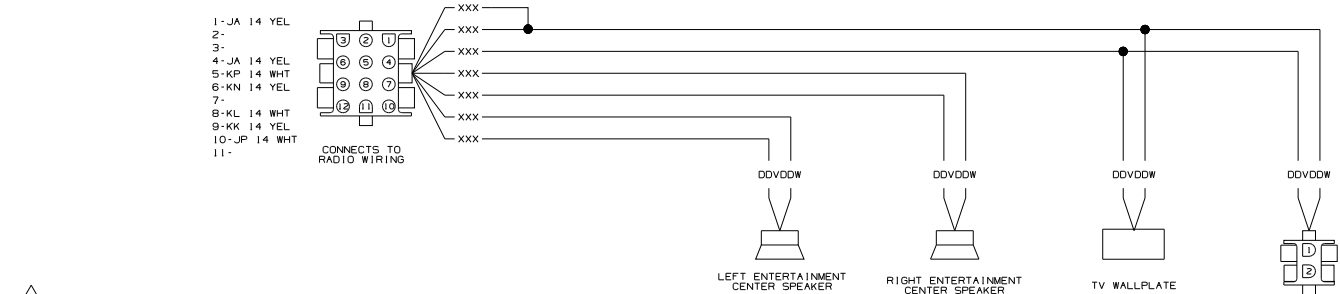 1-JA 14 YEL
2-
3-
4-JA 14 YEL
5-KP 14 WHT
6-KN 14 YEL
7-
8-KL 14 WHT
9-KK 14 YEL
10-JP 14 WHT
11-
3 2 1
6 5 4
9 8 7
12 11 10
CONNECTS TO
RADIO WIRING
XXX
XXX
XXX
XXX
XXX
XXX
XXX
DDVDDW
DDVDDW
DDVDDW
DDVDDW
LEFT ENTERTAINMENT
CENTER SPEAKER
RIGHT ENTERTAINMENT
CENTER SPEAKER
TV WALLPLATE
1
2